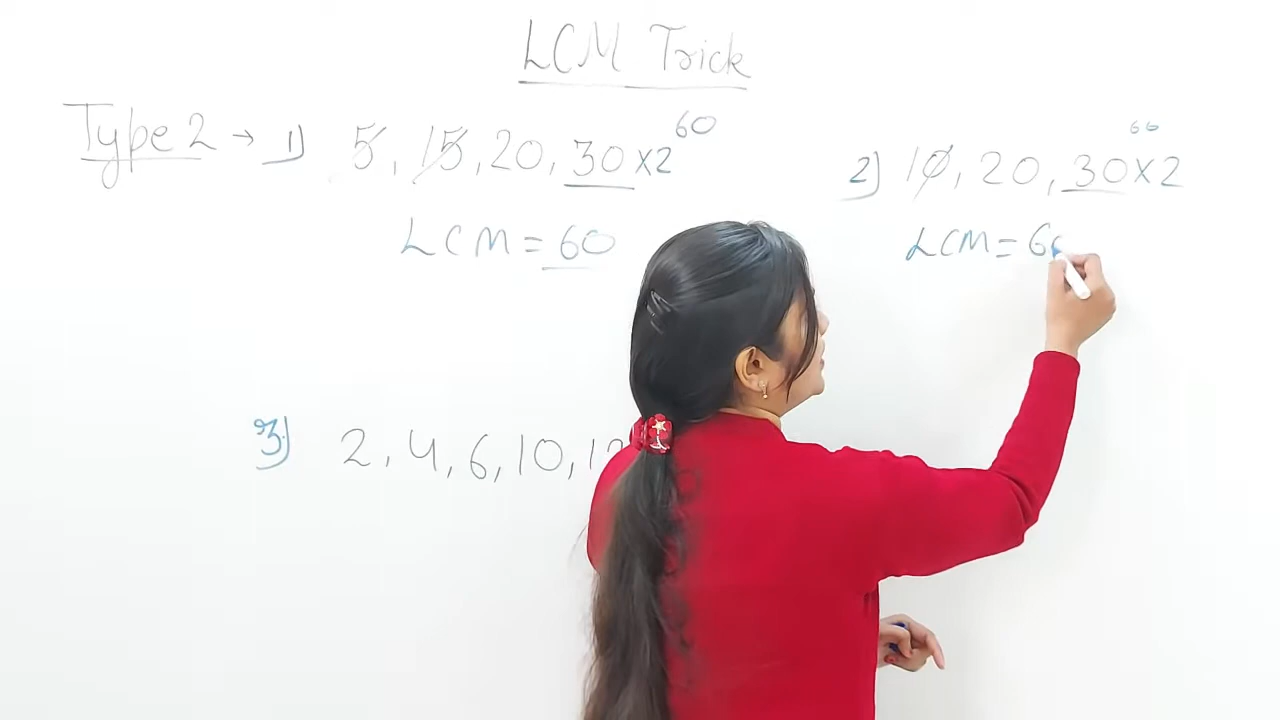 LCM Trick
Type 2 → 1) 5, 15, 20, 30 x2 60
LCM = 60
2) 10, 20, 30 x2 60
LCM = 60
3) 2, 4, 6, 10,